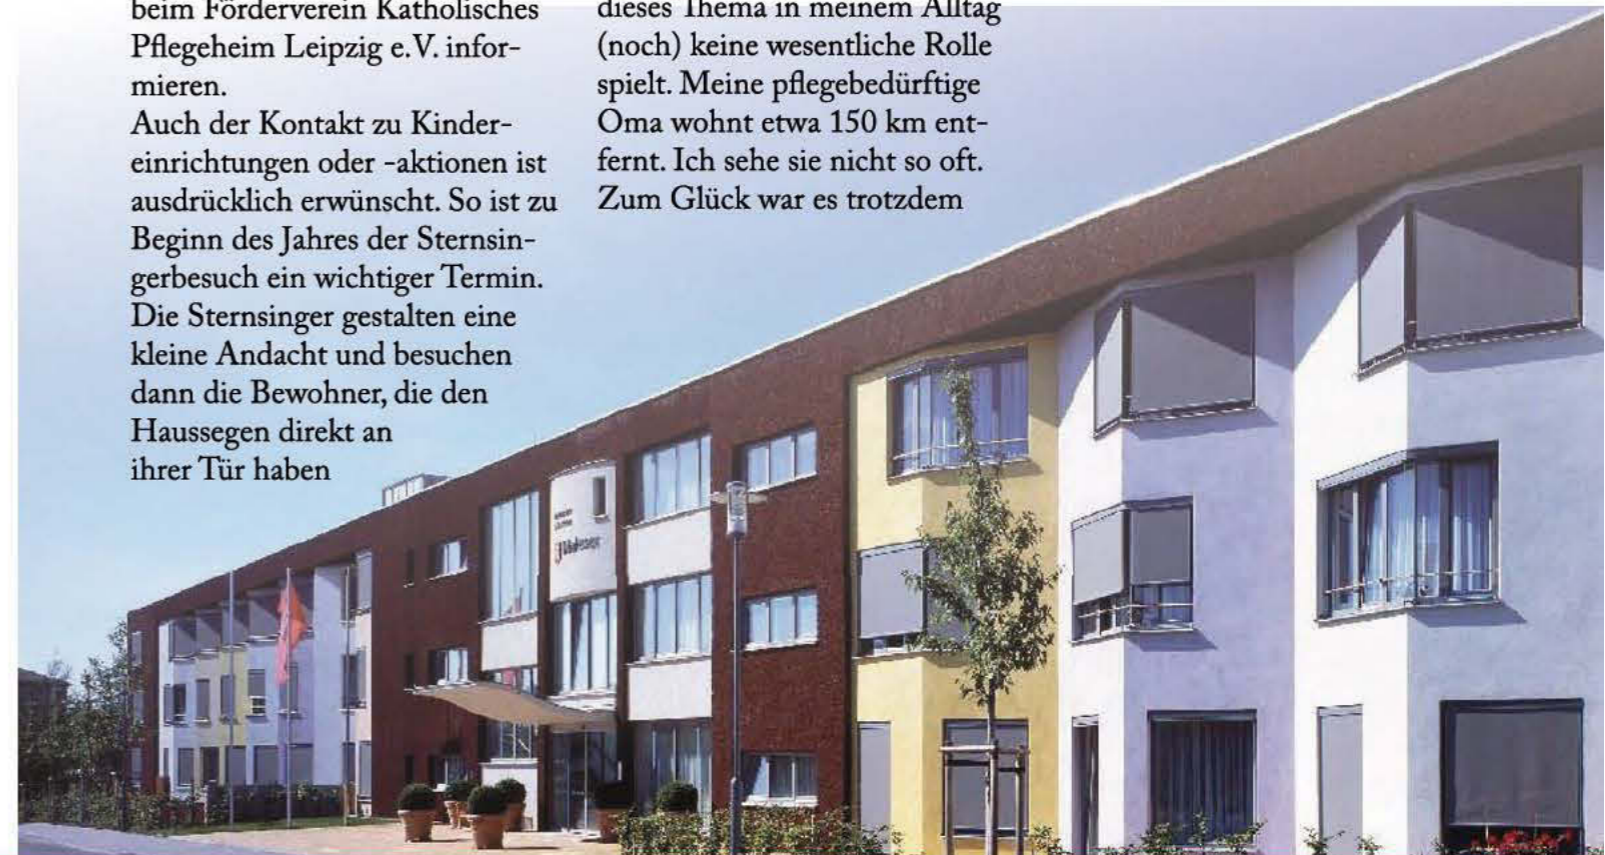 beim Förderverein Katholisches
Pflegeheim Leipzig e.V. infor-
mieren.
Auch der Kontakt zu Kinder-
einrichtungen oder -aktionen ist
ausdrücklich erwünscht. So ist zu
Beginn des Jahres der Sternsin-
gerbesuch ein wichtiger Termin.
Die Sternsinger gestalten eine
kleine Andacht und besuchen
dann die Bewohner, die den
Haussegen direkt an
ihrer Tür haben
dieses Thema in meinem Alltag
(noch) keine wesentliche Rolle
spielt. Meine pflegebedürftige
Oma wohnt etwa 150 km ent-
fernt. Ich sehe sie nicht so oft.
Zum Glück war es trotzdem